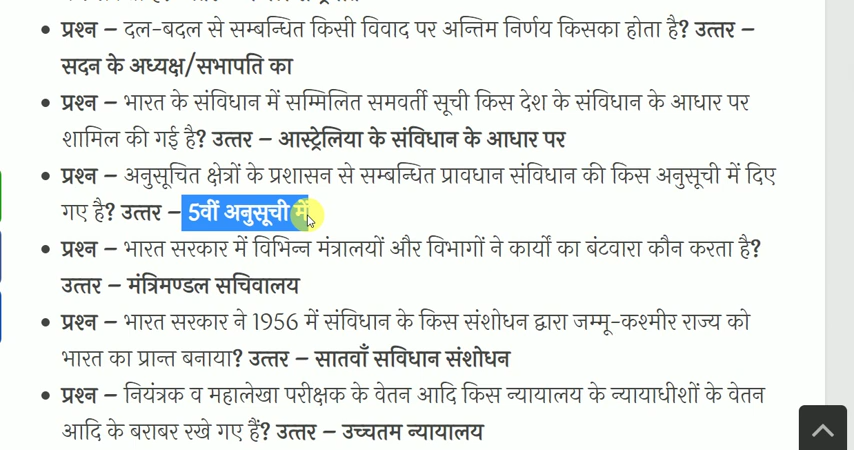 प्रश्न – दल-बदल से सम्बन्धित किसी विवाद पर अन्तिम निर्णय किसका होता है? उत्तर –
सदन के अध्यक्ष/सभापति का
प्रश्न – भारत के संविधान में सम्मिलित समवर्ती सूची किस देश के संविधान के आधार पर
शामिल की गई है? उत्तर – आस्ट्रेलिया के संविधान के आधार पर
प्रश्न – अनुसूचित क्षेत्रों के प्रशासन से सम्बन्धित प्रावधान संविधान की किस अनुसूची में दिए
गए है? उत्तर – 5वीं अनुसूची में
प्रश्न – भारत सरकार में विभिन्न मंत्रालयों और विभागों ने कार्यों का बंटवारा कौन करता है?
उत्तर – मंत्रिमण्डल सचिवालय
प्रश्न – भारत सरकार ने 1956 में संविधान के किस संशोधन द्वारा जम्मू-कश्मीर राज्य को
भारत का प्रान्त बनाया? उत्तर – सातवाँ सविधान संशोधन
प्रश्न – नियंत्रक व महालेखा परीक्षक के वेतन आदि किस न्यायालय के न्यायाधीशों के वेतन
आदि के बराबर रखे गए हैं? उत्तर – उच्चतम न्यायालय